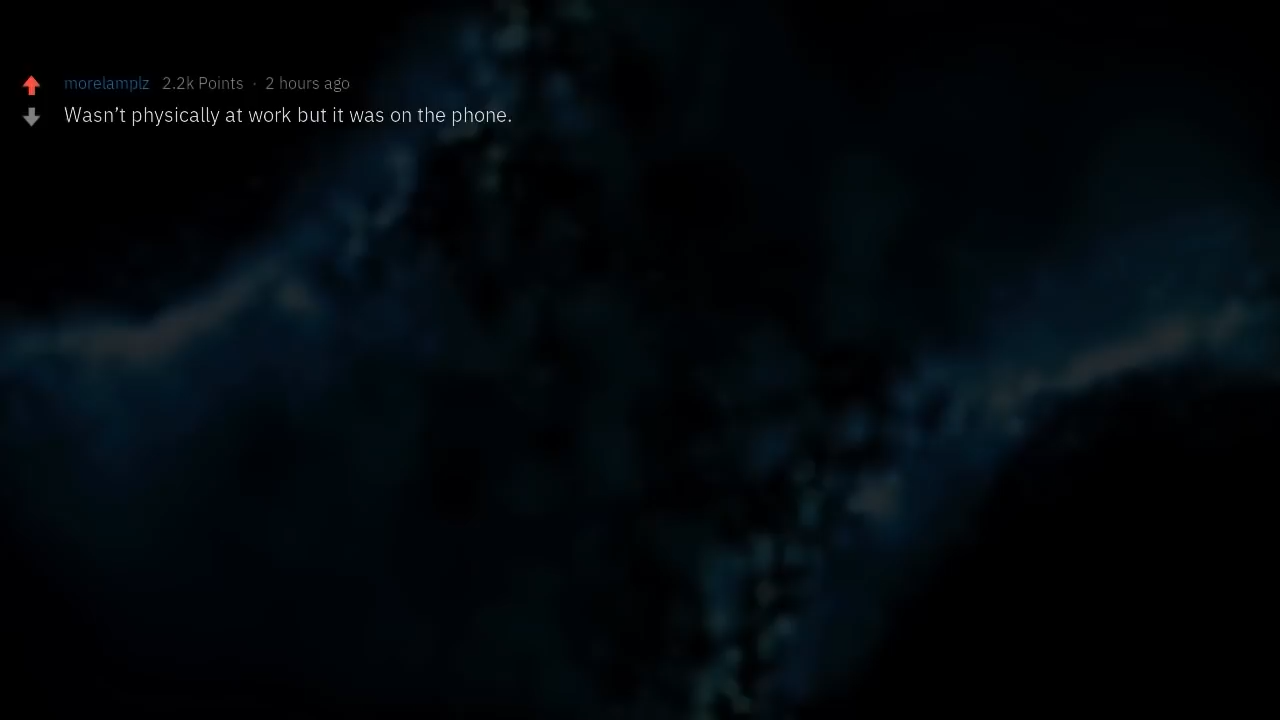 morelamplz 2.2k Points · 2 hours ago
Wasn’t physically at work but it was on the phone.